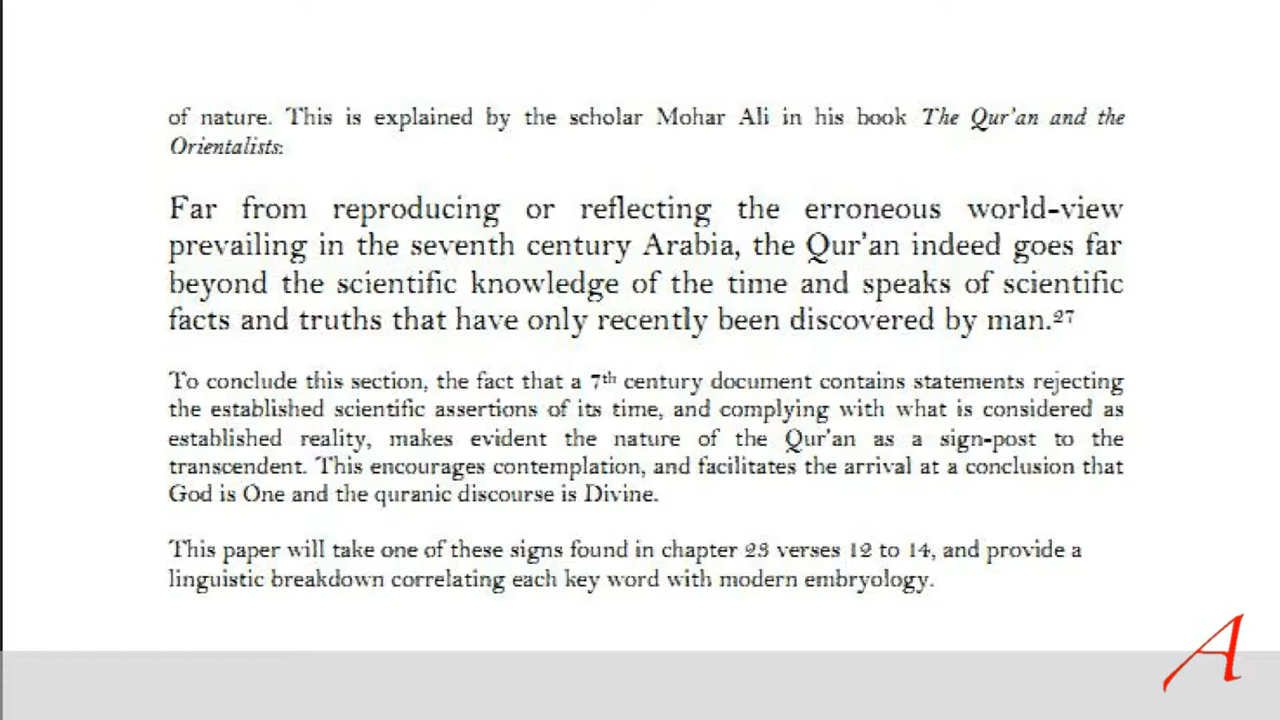 of nature. This is explained by the scholar Mohar Ali in his book The Qur'an and the
Orientalists:
Far from reproducing or reflecting the erroneous world-view
prevailing in the seventh century Arabia, the Qur'an indeed goes far
beyond the scientific knowledge of the time and speaks of scientific
facts and truths that have only recently been discovered by man.27
To conclude this section, the fact that a 7th century document contains statements rejecting
the established scientific assertions of its time, and complying with what is considered as
established reality, makes evident the nature of the Qur'an as a sign-post to the
transcendent. This encourages contemplation, and facilitates the arrival at a conclusion that
God is One and the quranic discourse is Divine.
This paper will take one of these signs found in chapter 23 verses 12 to 14, and provide a
linguistic breakdown correlating each key word with modern embryology.
A